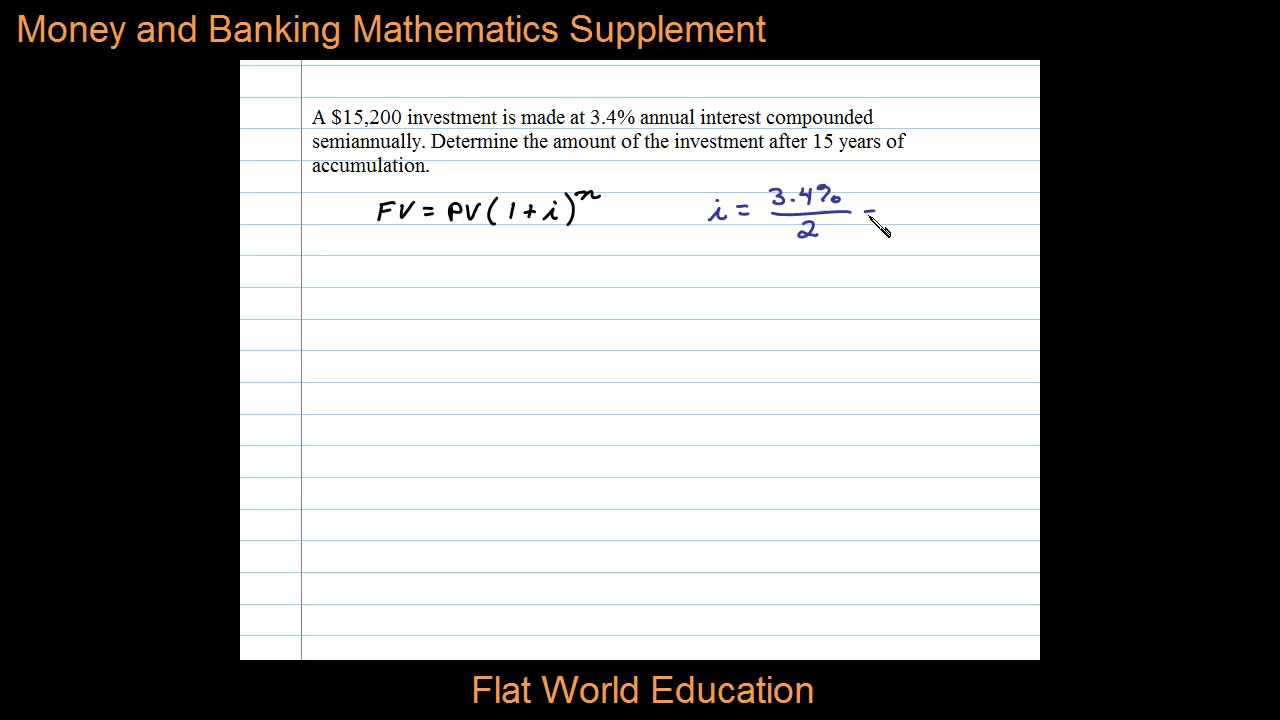 Money and Banking Mathematics Supplement
A $15,200 investment is made at 3.4% annual interest compounded
semiannually. Determine the amount of the investment after 15 years of
accumulation.
FV = PV(1+i)^n i = 3.4%/2 =
Flat World Education